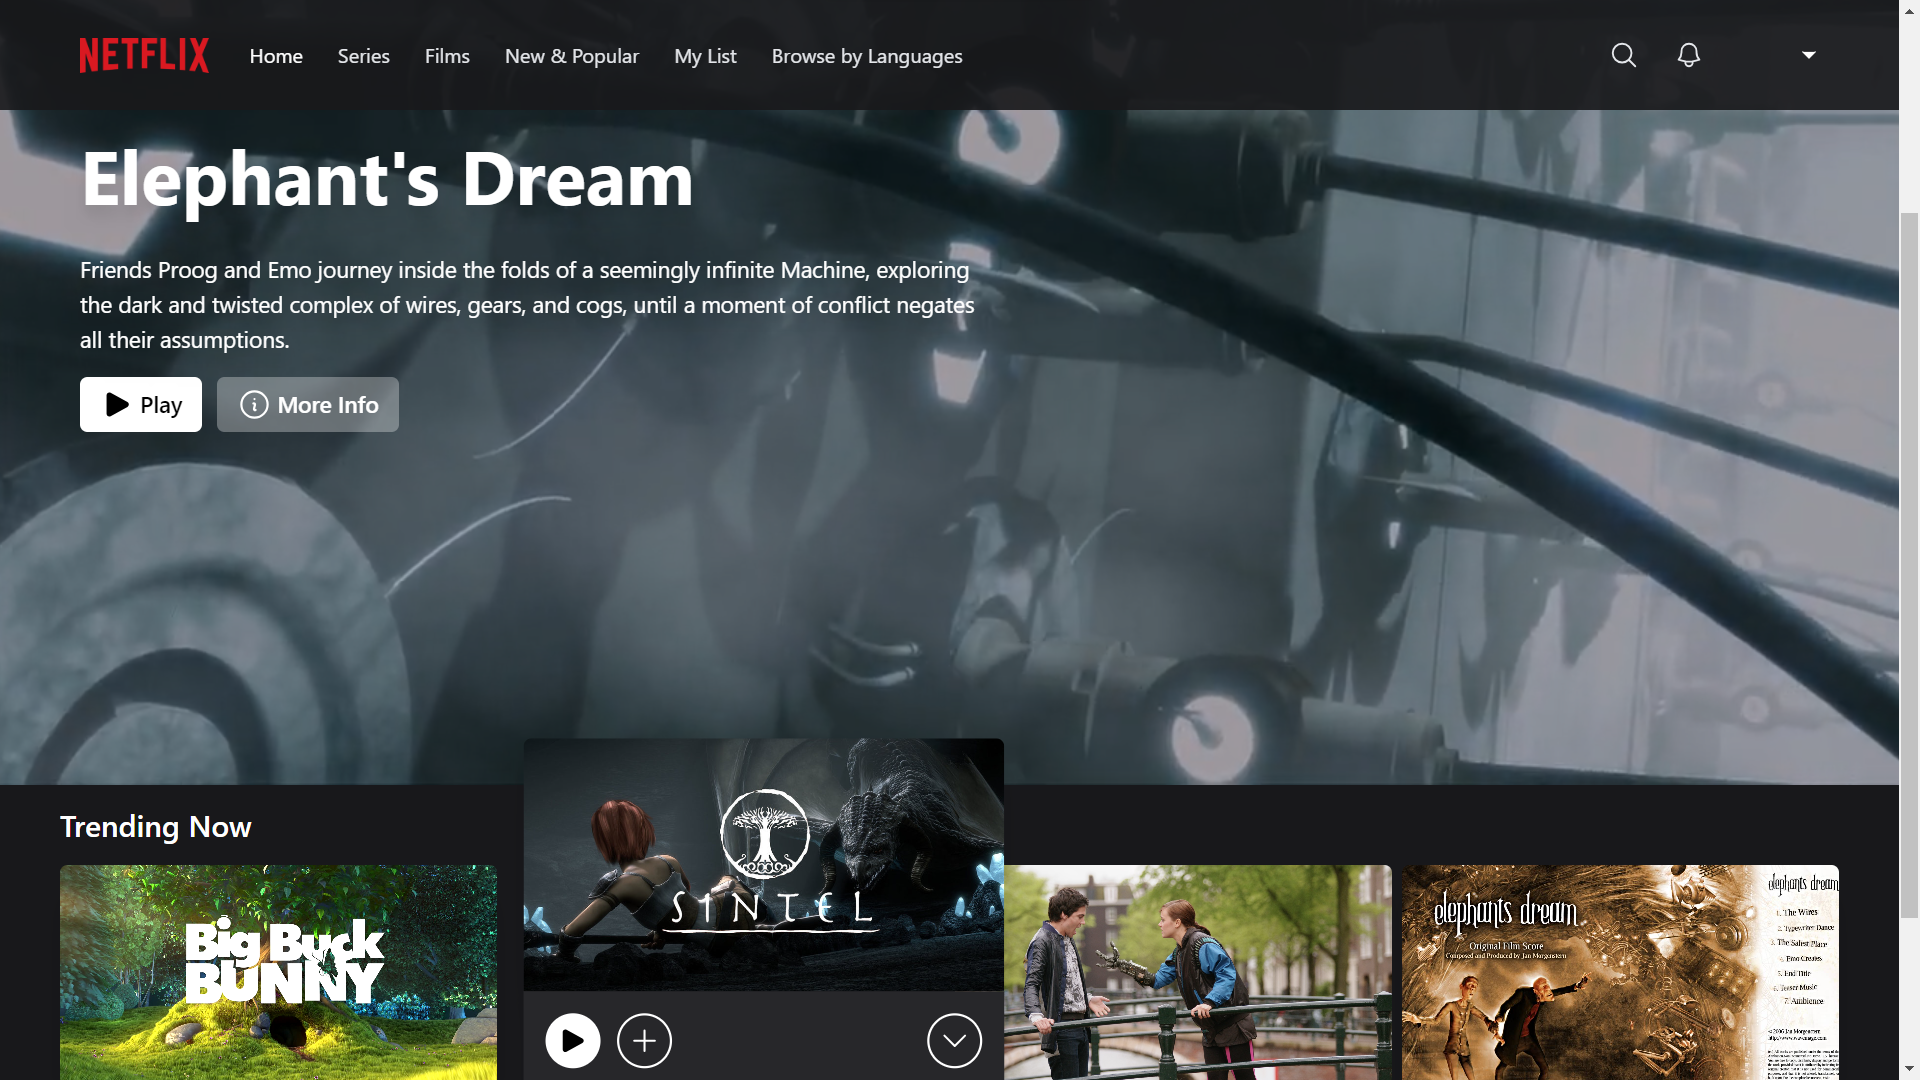 NETFLIX
Home
Series
Films
New & Popular
My List
Browse by Languages
Elephant's Dream
Friends Proog and Emo journey inside the folds of a seemingly infinite Machine, exploring
the dark and twisted complex of wires, gears, and cogs, until a moment of conflict negates
all their assumptions.
Play
More Info
Trending Now
Big Buck
BUNNY
SINTEL
elephants dream
Original Film Score
Composed and Produced by Jan Morgenstern
elephants dream
1. The Wires
2. Typewriter Dance
3. The Safest Place
4. Emo Creates
5. End Title
6. Teaser Music
7. Ambience
© 2006 Jan Morgenstern